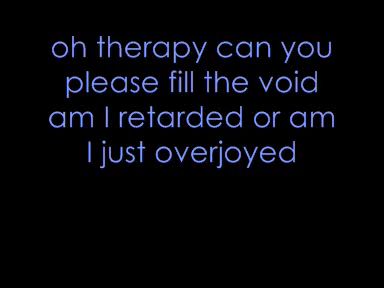 oh therapy can you
please fill the void
am I retarded or am
I just overjoyed